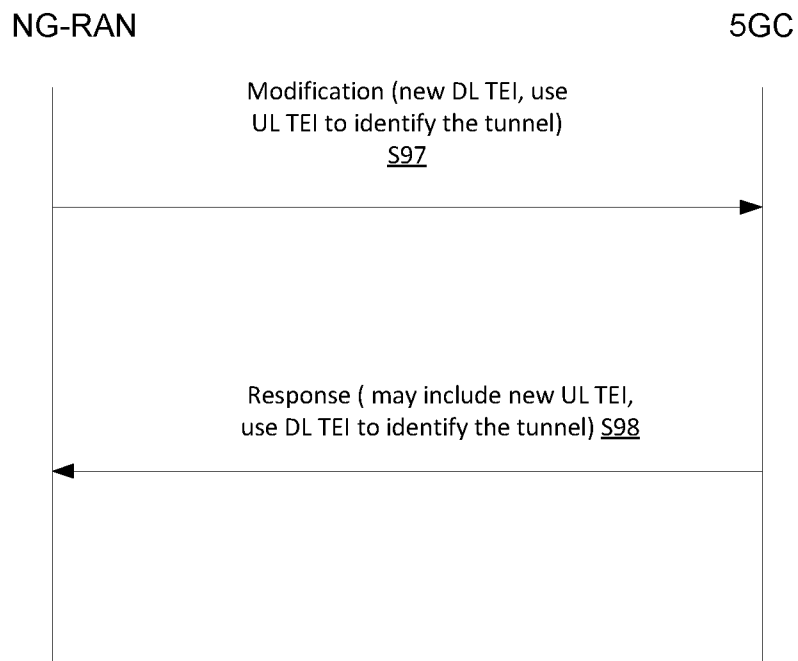 NG-RAN
5GC
Modification (new DL TEI, use
UL TEI to identify the tunnel)
S97
Response ( may include new UL TEI,
use DL TEI to identify the tunnel) S98